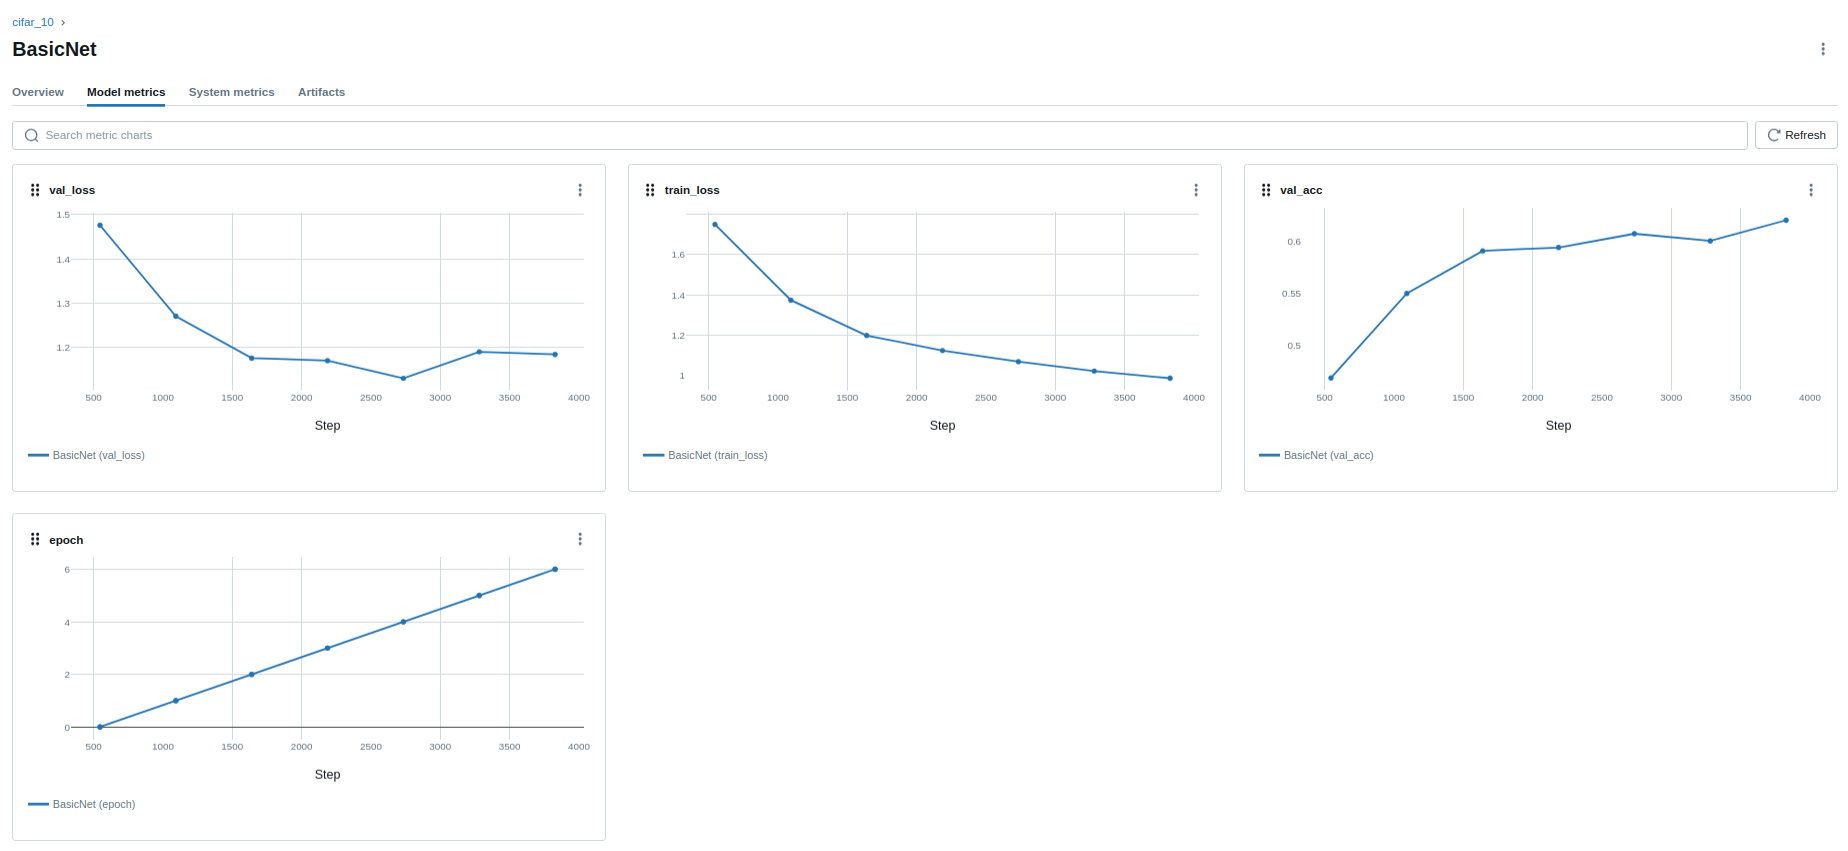 cifar_10 ›
BasicNet
Overview Model metrics System metrics Artifacts
Search metric charts Refresh
val_loss
1.5
1.4
1.3
1.2
500 1000 1500 2000 2500 3000 3500 4000
Step
BasicNet (val_loss)
train_loss
1.6
1.4
1.2
1
500 1000 1500 2000 2500 3000 3500 4000
Step
BasicNet (train_loss)
val_acc
0.6
0.55
0.5
500 1000 1500 2000 2500 3000 3500 4000
Step
BasicNet (val_acc)
epoch
6
4
2
0
500 1000 1500 2000 2500 3000 3500 4000
Step
BasicNet (epoch)